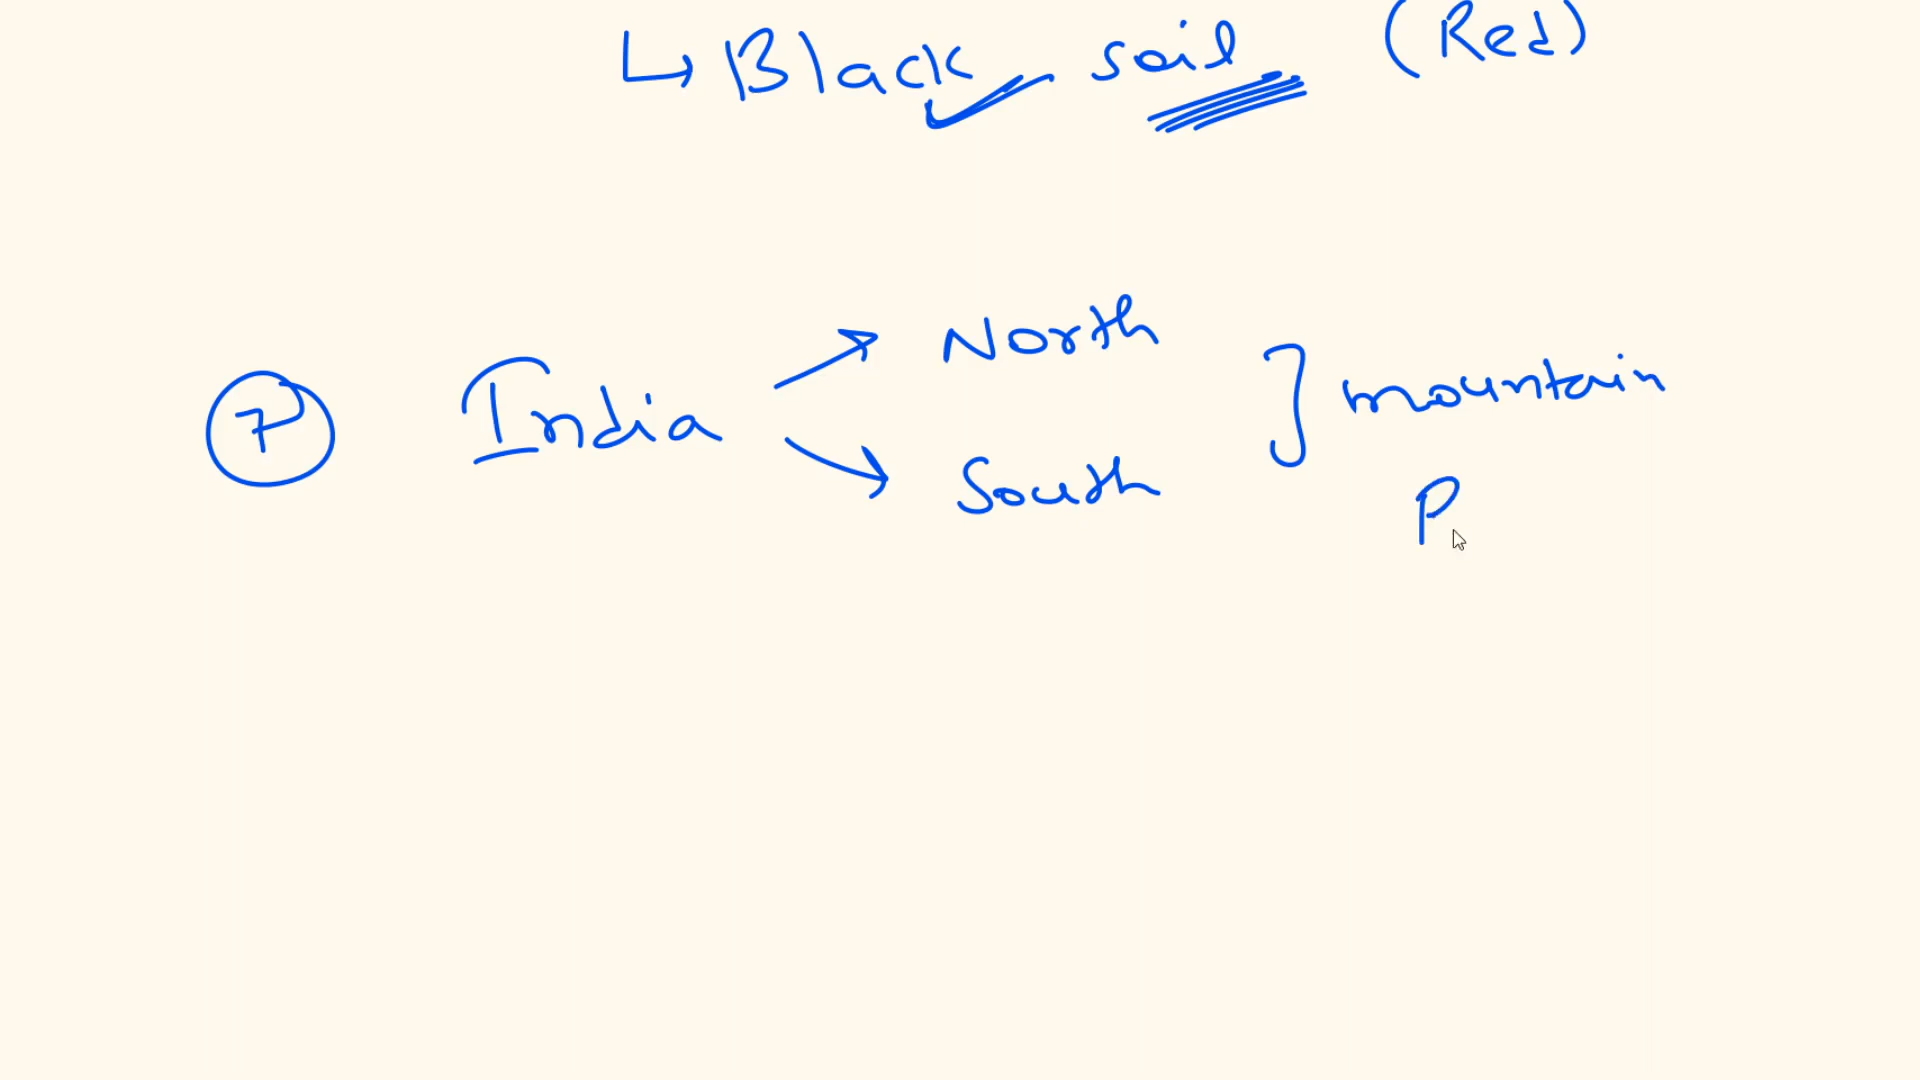 ↳ Black soil (Red)
North
7 India } mountain
South
P